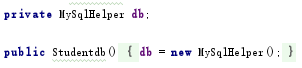 private MySqlHelper db;
public Studentdb() { db = new MySqlHelper(); }